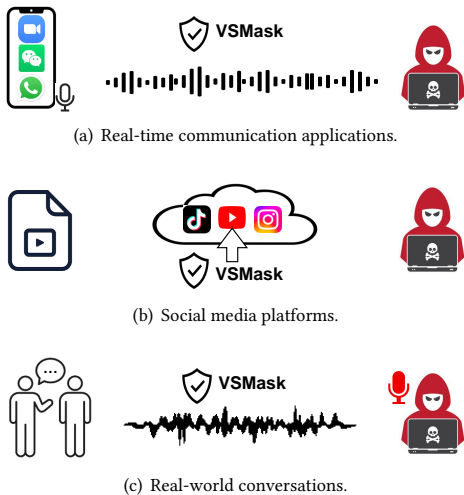 VSMask
(a) Real-time communication applications.
VSMask
(b) Social media platforms.
VSMask
(c) Real-world conversations.